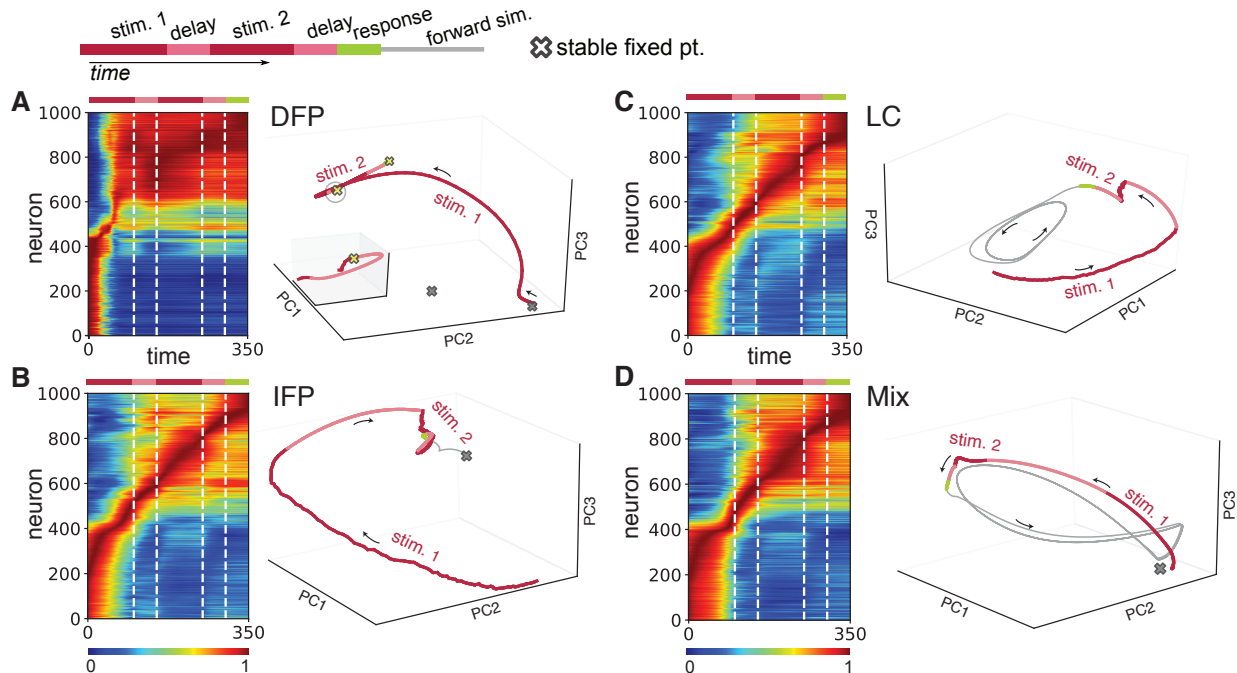 stim. 1 delay stim. 2 delay response forward sim.
time
stable fixed pt.
A
DFP
1000
800
600
400
200
0
neuron
0 time 350
stim. 2
stim. 1
PC1
PC2
PC3
B
IFP
1000
800
600
400
200
0
neuron
0 350
0 1
stim. 2
stim. 1
PC1
PC2
PC3
C
LC
1000
800
600
400
200
0
neuron
0 time 350
stim. 2
stim. 1
PC3
PC2
PC1
D
Mix
1000
800
600
400
200
0
neuron
0 350
0 1
stim. 2
stim. 1
PC1
PC2
PC3